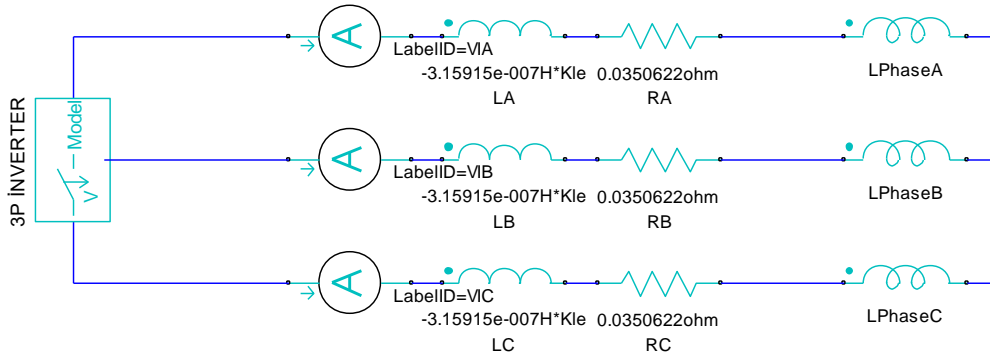 A
LabelID=VIA
-3.15915e-007H*Kle
0.0350622ohm
LA
RA
LPhaseA
3P İNVERTER
Model
V
A
LabelID=VIB
-3.15915e-007H*Kle
0.0350622ohm
LB
RB
LPhaseB
A
LabelID=VIC
-3.15915e-007H*Kle
0.0350622ohm
LC
RC
LPhaseC